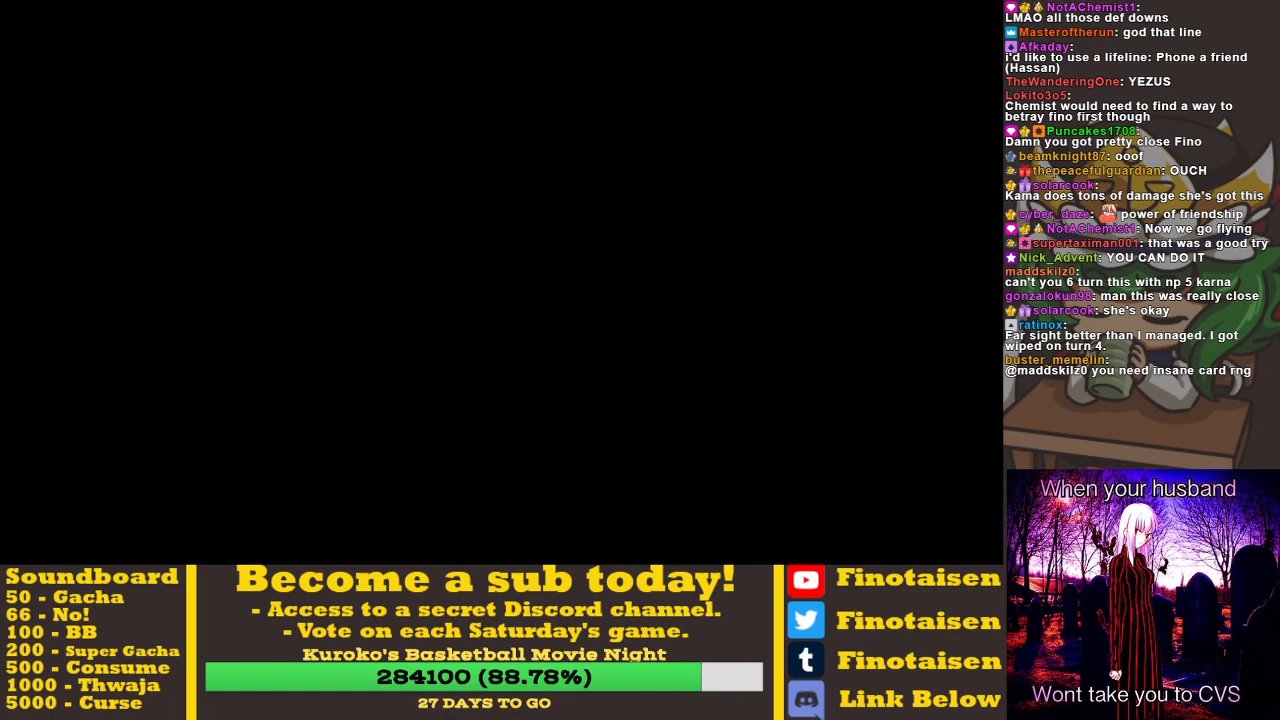 NotAChemist1:
LMAO all those def downs
Masteroftherun: god that line
Afkaday:
i'd like to use a lifeline: Phone a friend
(Hassan)
TheWanderingOne: YEZUS
Lokito3o5:
Chemist would need to find a way to
betray fino first though
Puncakes1708:
Damn you got pretty close Fino
beamknight87: ooof
thepeacefulguardian: OUCH
solarcook:
Kama does tons of damage she's got this
cyber_daze: power of friendship
NotAChemist1: Now we go flying
supertaximan001: that was a good try
Nick_Advent: YOU CAN DO IT
maddskilz0:
can't you 6 turn this with np 5 karna
gonzalokun98: man this was really close
solarcook: she's okay
ratinox:
Far sight better than I managed. I got
wiped on turn 4.
buster_memelin:
@maddskilz0 you need insane card rng
When your husband
Wont take you to CVS
Soundboard
50 - Gacha
66 - No!
100 - BB
200 - Super Gacha
500 - Consume
1000 - Thwaja
5000 - Curse
Become a sub today!
- Access to a secret Discord channel.
- Vote on each Saturday's game.
Kuroko's Basketball Movie Night
284100 (88.78%)
27 DAYS TO GO
Finotaisen
Finotaisen
Finotaisen
Link Below